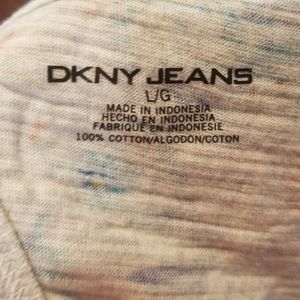 DKNY JEANS
L/G
MADE IN INDONESIA
HECHO EN INDONESIA
FABRIQUE EN INDONESIE
100% COTTON/ALGODON/COTON